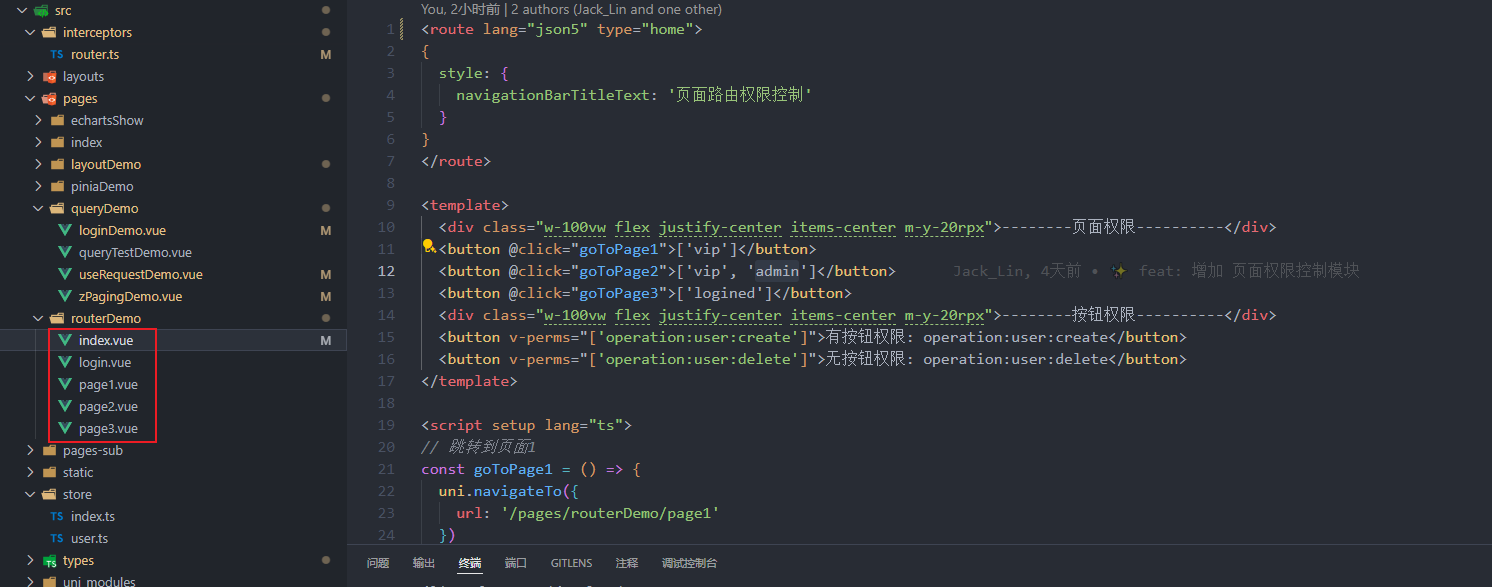 src
interceptors
TS router.ts M
layouts
pages
echartsShow
index
layoutDemo
piniaDemo
queryDemo
loginDemo.vue M
queryTestDemo.vue
useRequestDemo.vue M
zPagingDemo.vue M
routerDemo
index.vue M
login.vue
page1.vue
page2.vue
page3.vue
pages-sub
static
store
TS index.ts
TS user.ts
types
uni_modules
You, 2小时前 | 2 authors (Jack_Lin and one other)
1 <route lang="json5" type="home">
2 {
3 style: {
4 navigationBarTitleText: '页面路由权限控制'
5 }
6 }
7 </route>
8
9 <template>
10 <div class="w-100vw flex justify-center items-center m-y-20rpx">--------页面权限----------</div>
11 <button @click="goToPage1">['vip']</button>
12 <button @click="goToPage2">['vip', 'admin']</button> Jack_Lin, 4天前 • ✨ feat: 增加 页面权限控制模块
13 <button @click="goToPage3">['logined']</button>
14 <div class="w-100vw flex justify-center items-center m-y-20rpx">--------按钮权限----------</div>
15 <button v-perms="['operation:user:create']">有按钮权限: operation:user:create</button>
16 <button v-perms="['operation:user:delete']">无按钮权限: operation:user:delete</button>
17 </template>
18
19 <script setup lang="ts">
20 // 跳转到页面1
21 const goToPage1 = () => {
22 uni.navigateTo({
23 url: '/pages/routerDemo/page1'
24 })
问题 输出 终端 端口 GITLENS 注释 调试控制台